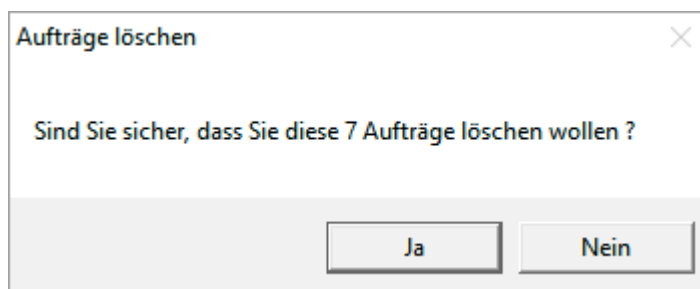 Aufträge löschen
Sind Sie sicher, dass Sie diese 7 Aufträge löschen wollen ?
Ja Nein